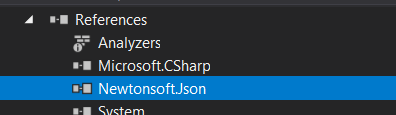 References
Analyzers
Microsoft.CSharp
Newtonsoft.Json
System